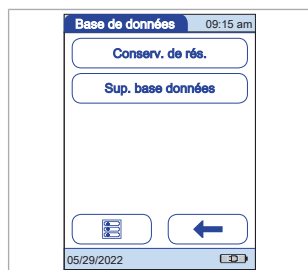 Base de données 09:15 am
Conserv. de rés.
Sup. base données
05/29/2022